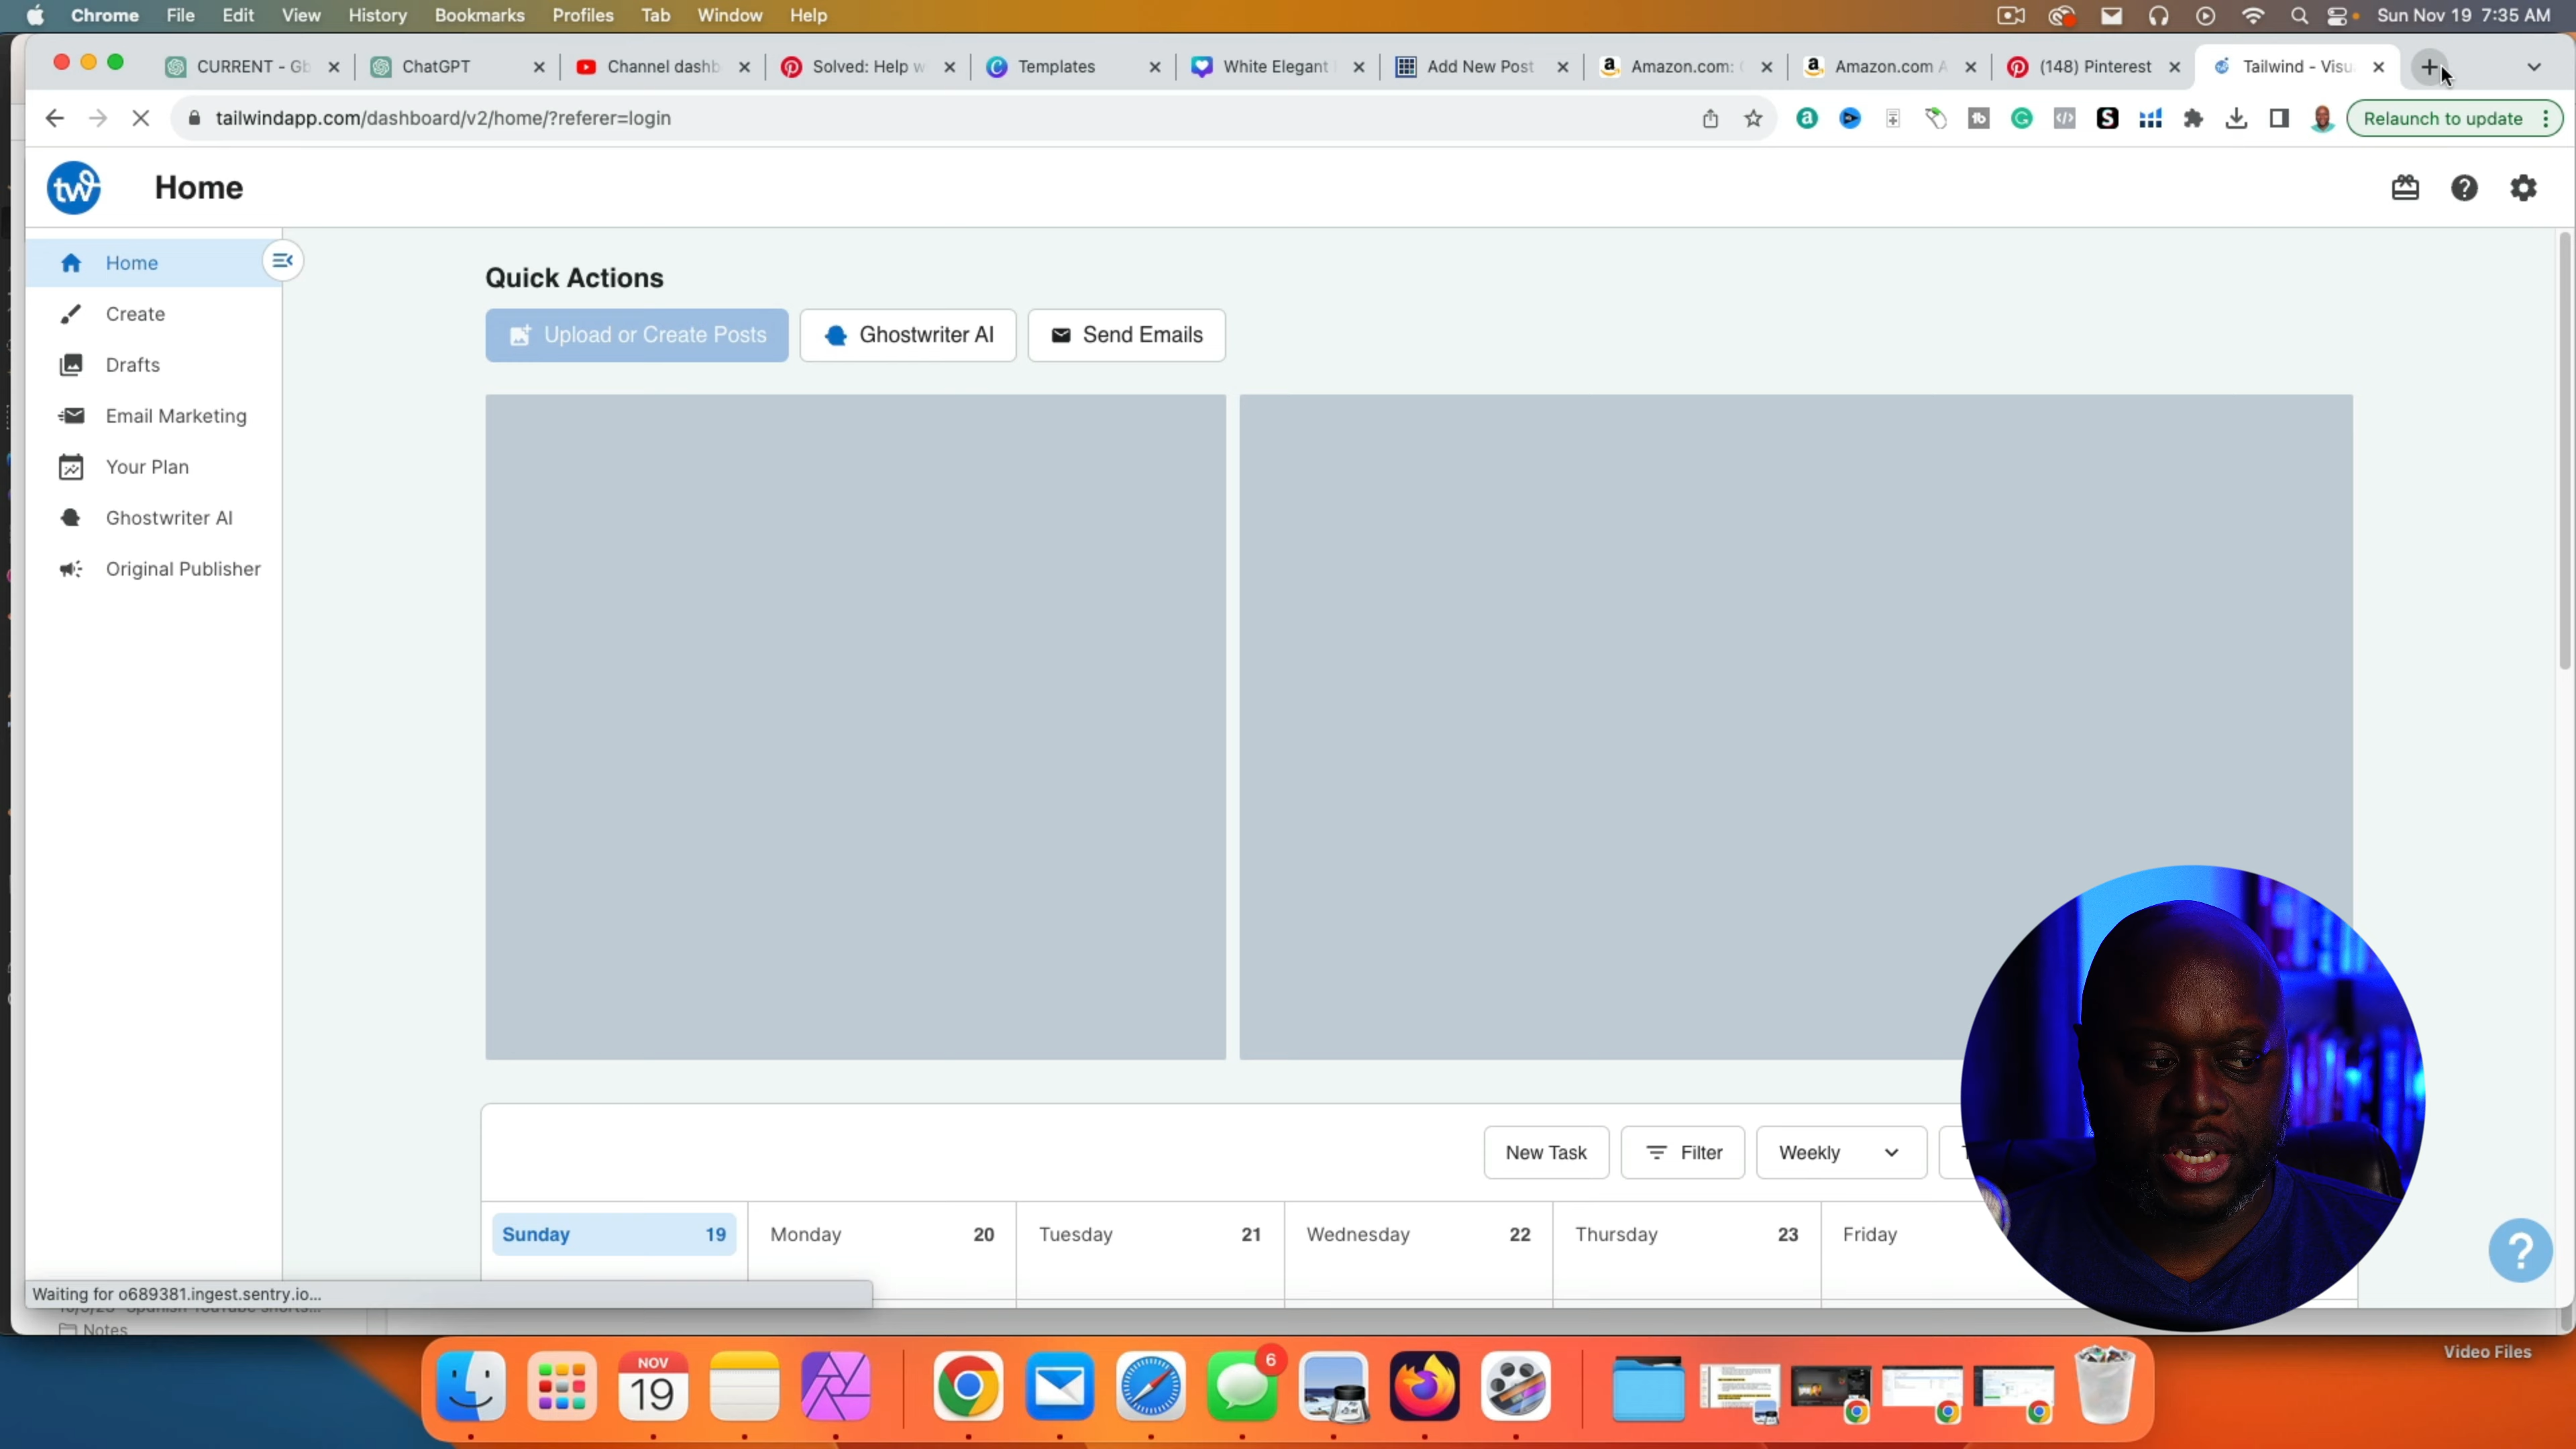 Chrome File Edit View History Bookmarks Profiles Tab Window Help Sun Nov 19 7:35 AM
CURRENT - Gb ChatGPT Channel dashb Solved: Help w Templates White Elegant Add New Post Amazon.com: Amazon.com A (148) Pinterest Tailwind - Visu
tailwindapp.com/dashboard/v2/home/?referer=login Relaunch to update
tw Home
Home
Create
Drafts
Email Marketing
Your Plan
Ghostwriter AI
Original Publisher
Quick Actions
Upload or Create Posts Ghostwriter AI Send Emails
New Task Filter Weekly
Sunday 19 Monday 20 Tuesday 21 Wednesday 22 Thursday 23 Friday
Waiting for o689381.ingest.sentry.io...
Notes
Video Files
NOV
19
6